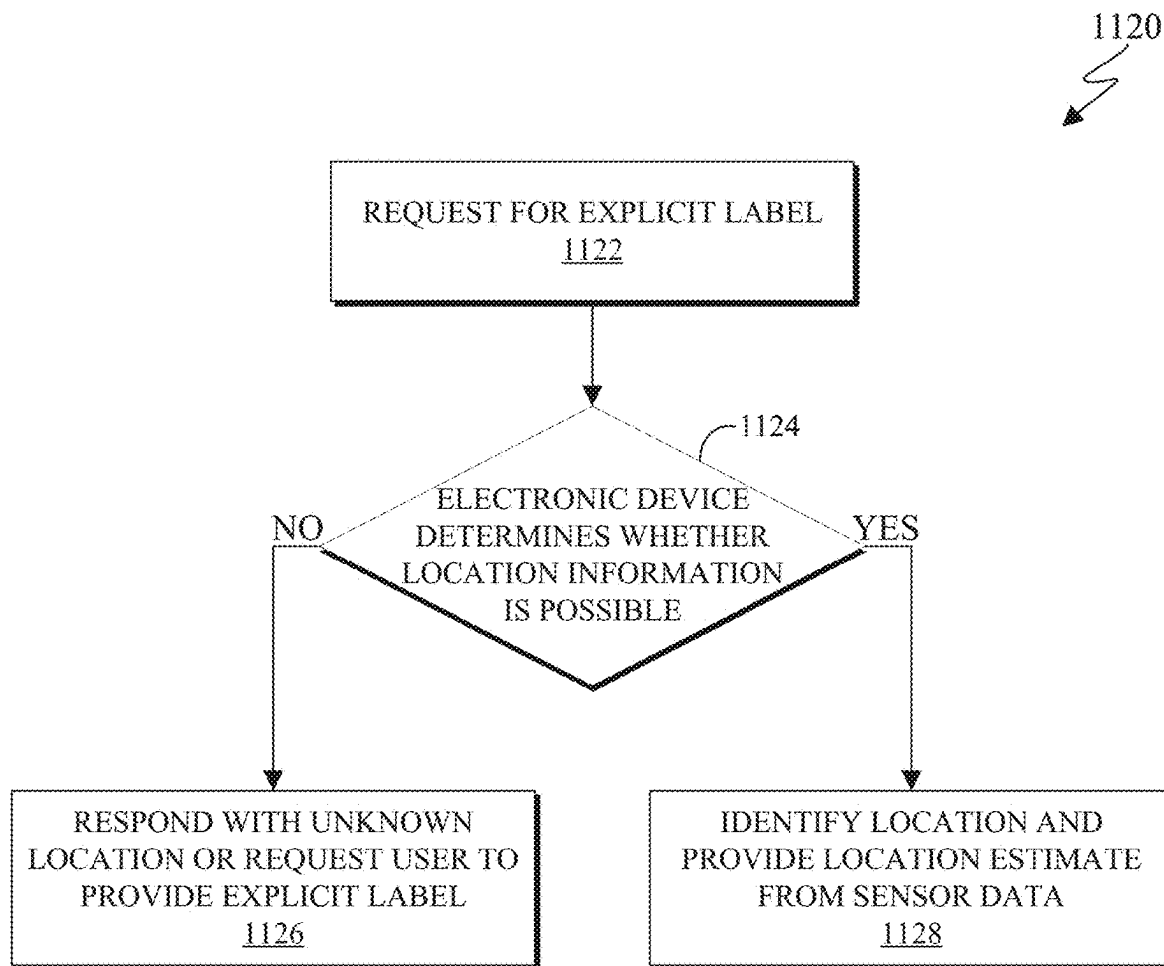 1120
REQUEST FOR EXPLICIT LABEL
1122
1124
ELECTRONIC DEVICE
DETERMINES WHETHER
LOCATION INFORMATION
IS POSSIBLE
NO
YES
RESPOND WITH UNKNOWN
LOCATION OR REQUEST USER TO
PROVIDE EXPLICIT LABEL
1126
IDENTIFY LOCATION AND
PROVIDE LOCATION ESTIMATE
FROM SENSOR DATA
1128